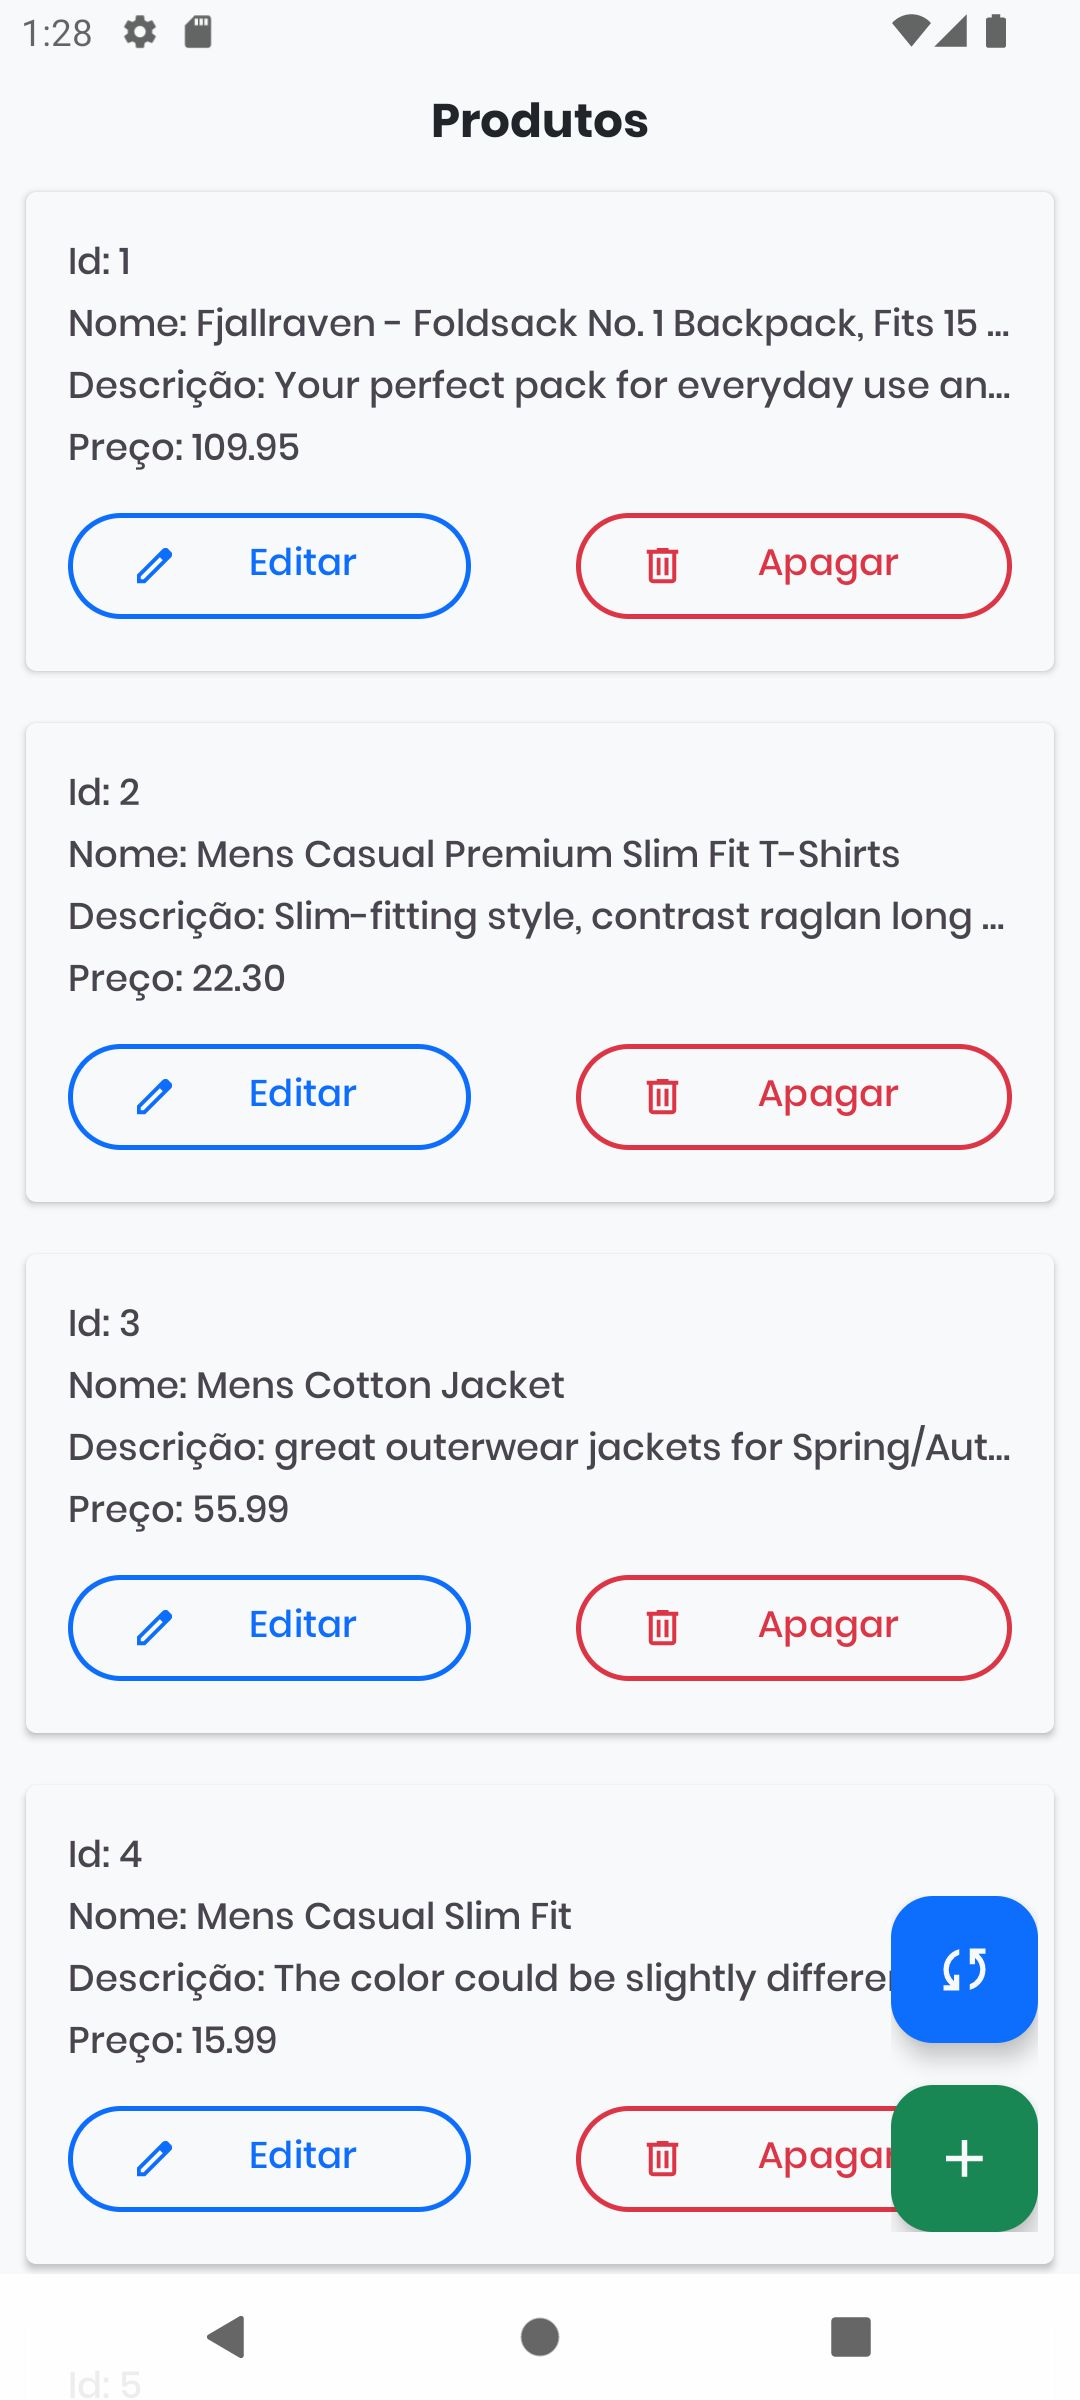 1:28
Produtos
Id: 1
Nome: Fjallraven - Foldsack No. 1 Backpack, Fits 15 ...
Descrição: Your perfect pack for everyday use an...
Preço: 109.95
Editar Apagar
Id: 2
Nome: Mens Casual Premium Slim Fit T-Shirts
Descrição: Slim-fitting style, contrast raglan long ...
Preço: 22.30
Editar Apagar
Id: 3
Nome: Mens Cotton Jacket
Descrição: great outerwear jackets for Spring/Aut...
Preço: 55.99
Editar Apagar
Id: 4
Nome: Mens Casual Slim Fit
Descrição: The color could be slightly differen
Preço: 15.99
Editar Apagar
Id: 5